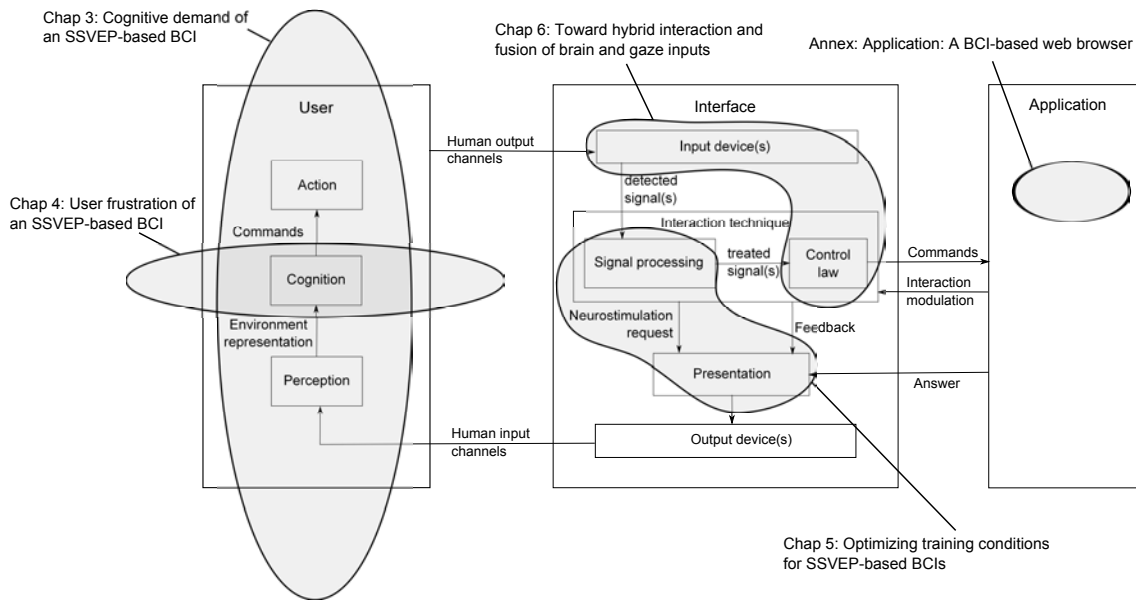 Chap 3: Cognitive demand of
an SSVEP-based BCI
Chap 6: Toward hybrid interaction and
fusion of brain and gaze inputs
Annex: Application: A BCI-based web browser
User
Interface
Application
Human output
channels
Input device(s)
detected
signal(s)
Action
Chap 4: User frustration of
an SSVEP-based BCI
Commands
Interaction technique
Signal processing
treated
signal(s)
Control
law
Commands
Cognition
Interaction
modulation
Environment
representation
Neurostimulation
request
Feedback
Perception
Presentation
Answer
Human input
channels
Output device(s)
Chap 5: Optimizing training conditions
for SSVEP-based BCIs